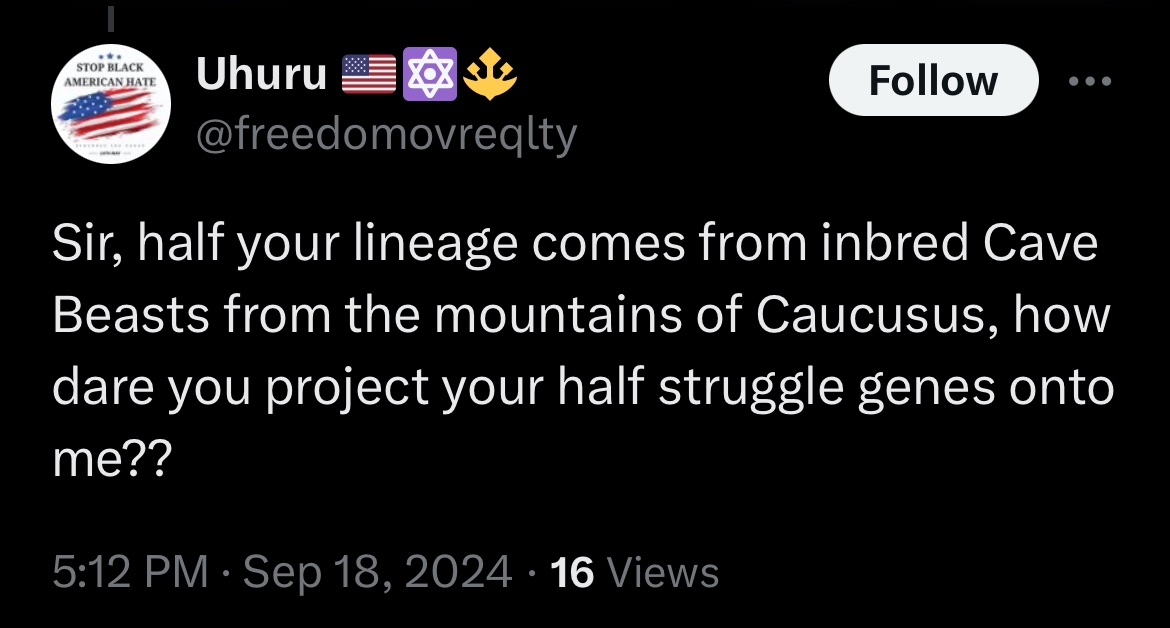 STOP BLACK
AMERICAN HATE
Uhuru
@freedomovreqlty
Follow
Sir, half your lineage comes from inbred Cave
Beasts from the mountains of Caucusus, how
dare you project your half struggle genes onto
me??
5:12 PM · Sep 18, 2024 · 16 Views